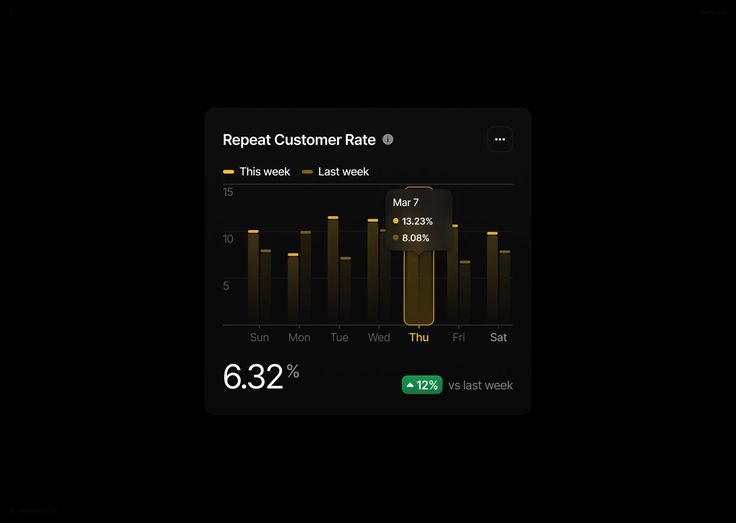 Repeat Customer Rate
This week Last week
15
10
5
Mar 7
13.23%
8.08%
Sun Mon Tue Wed Thu Fri Sat
6.32%
12% vs last week